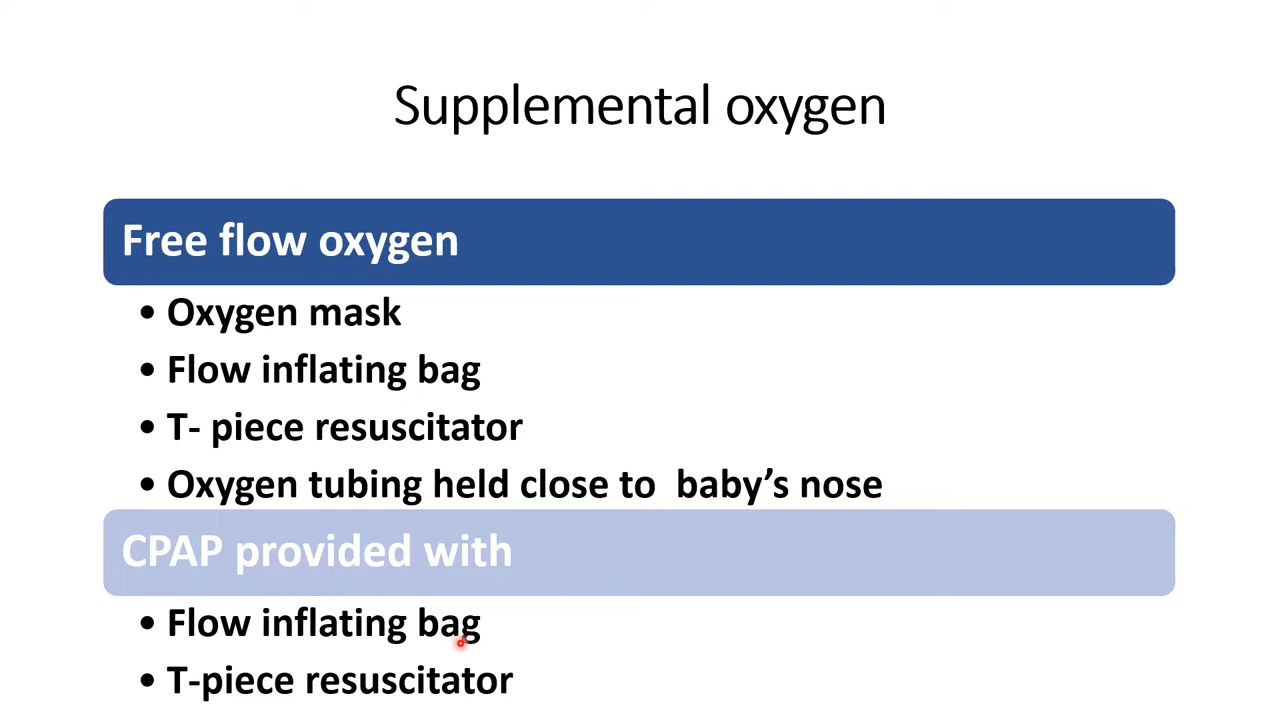 Supplemental oxygen
Free flow oxygen
• Oxygen mask
• Flow inflating bag
• T- piece resuscitator
• Oxygen tubing held close to  baby’s nose
CPAP provided with
• Flow inflating bag
• T-piece resuscitator